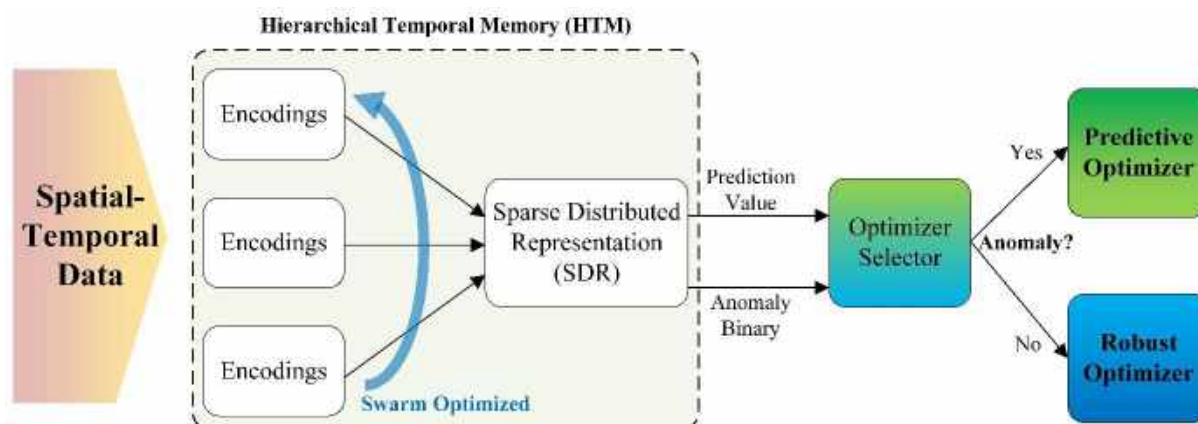 Hierarchical Temporal Memory (HTM)
Spatial-
Temporal
Data
Encodings
Encodings
Encodings
Swarm Optimized
Sparse Distributed
Representation
(SDR)
Prediction
Value
Anomaly
Binary
Optimizer
Selector
Anomaly?
Yes
No
Predictive
Optimizer
Robust
Optimizer